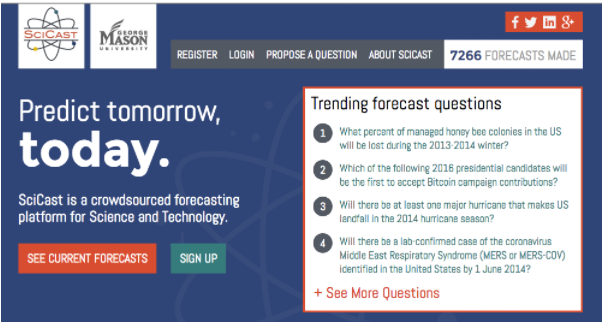 SCICAST
GEORGE
MASON
UNIVERSITY
REGISTER LOGIN PROPOSE A QUESTION ABOUT SCICAST 7266 FORECASTS MADE
Predict tomorrow,
today.
SciCast is a crowdsourced forecasting
platform for Science and Technology.
SEE CURRENT FORECASTS SIGN UP
Trending forecast questions
1 What percent of managed honey bee colonies in the US
will be lost during the 2013-2014 winter?
2 Which of the following 2016 presidential candidates will
be the first to accept Bitcoin campaign contributions?
3 Will there be at least one major hurricane that makes US
landfall in the 2014 hurricane season?
4 Will there be a lab-confirmed case of the coronavirus
Middle East Respiratory Syndrome (MERS or MERS-COV)
identified in the United States by 1 June 2014?
+ See More Questions